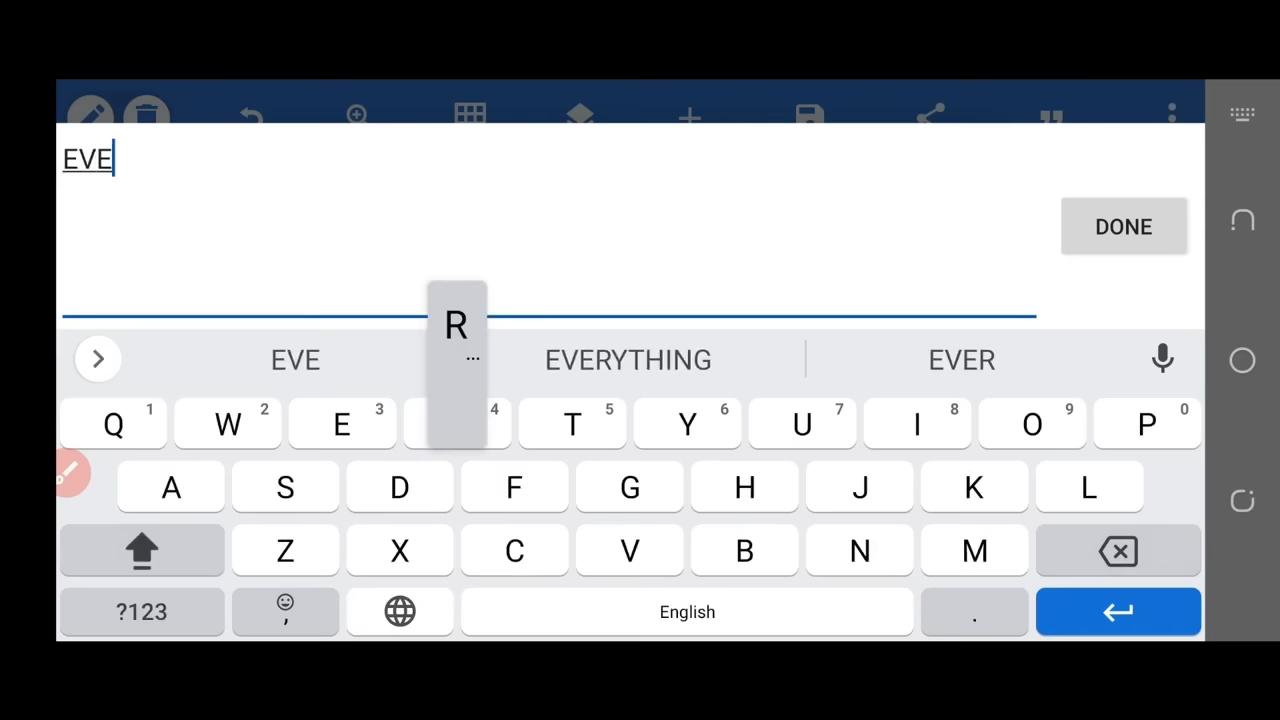 EVE
DONE
R
...
EVE EVERYTHING EVER
Q 1 W 2 E 3 4 T 5 Y 6 U 7 I 8 O 9 P 0
A S D F G H J K L
Z X C V B N M
?123 , English .